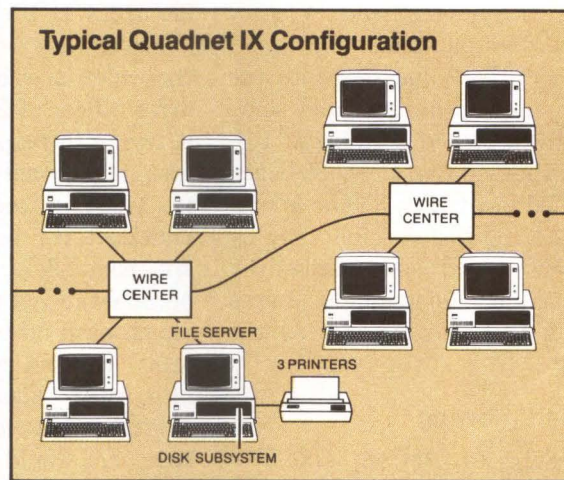 Typical Quadnet IX Configuration
WIRE
CENTER
WIRE
CENTER
FILE SERVER
3 PRINTERS
DISK SUBSYSTEM